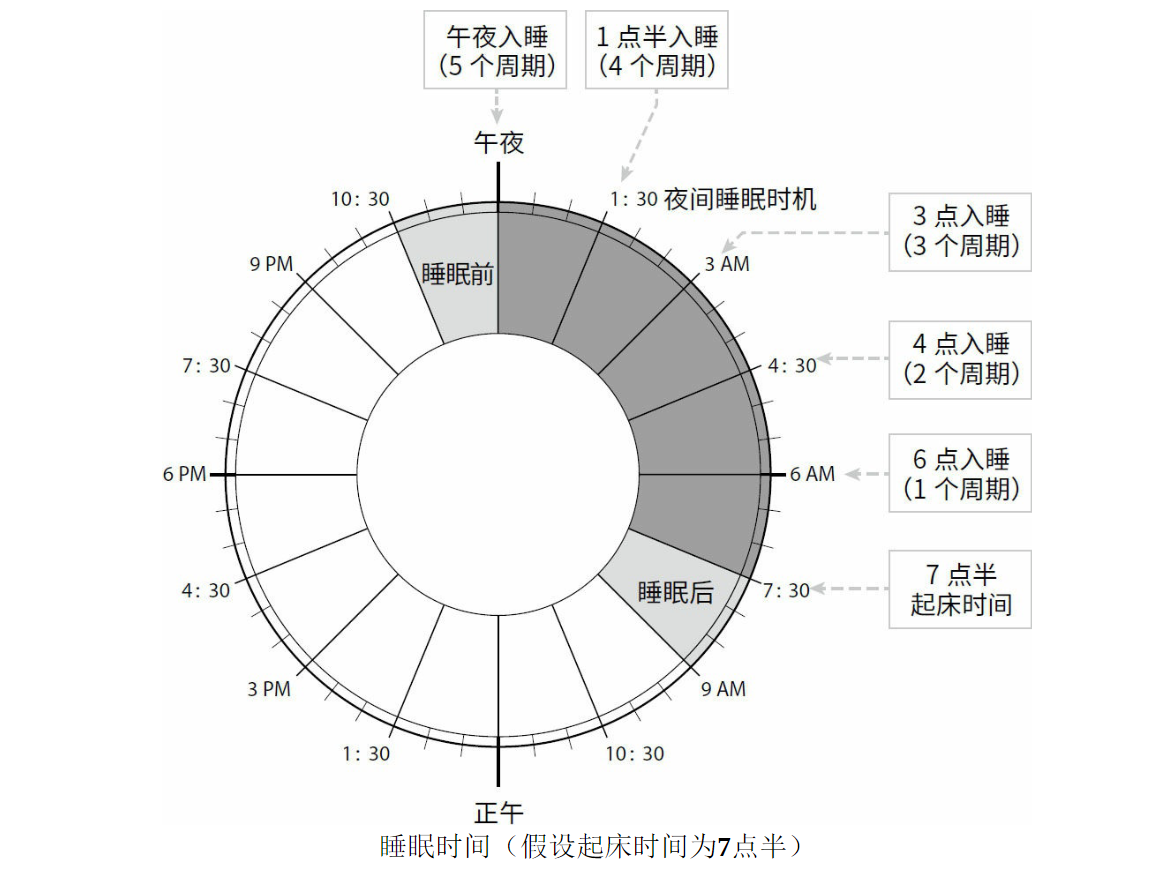 午夜入睡
（5 个周期）
1 点半入睡
（4 个周期）
午夜
10: 30
1: 30 夜间睡眠时机
3 点入睡
（3 个周期）
9 PM
睡眠前
3 AM
4 点入睡
（2 个周期）
7: 30
4: 30
6 点入睡
（1 个周期）
6 PM
6 AM
7 点半
起床时间
4: 30
睡眠后
7: 30
3 PM
9 AM
1: 30
10: 30
正午
睡眠时间（假设起床时间为7点半）